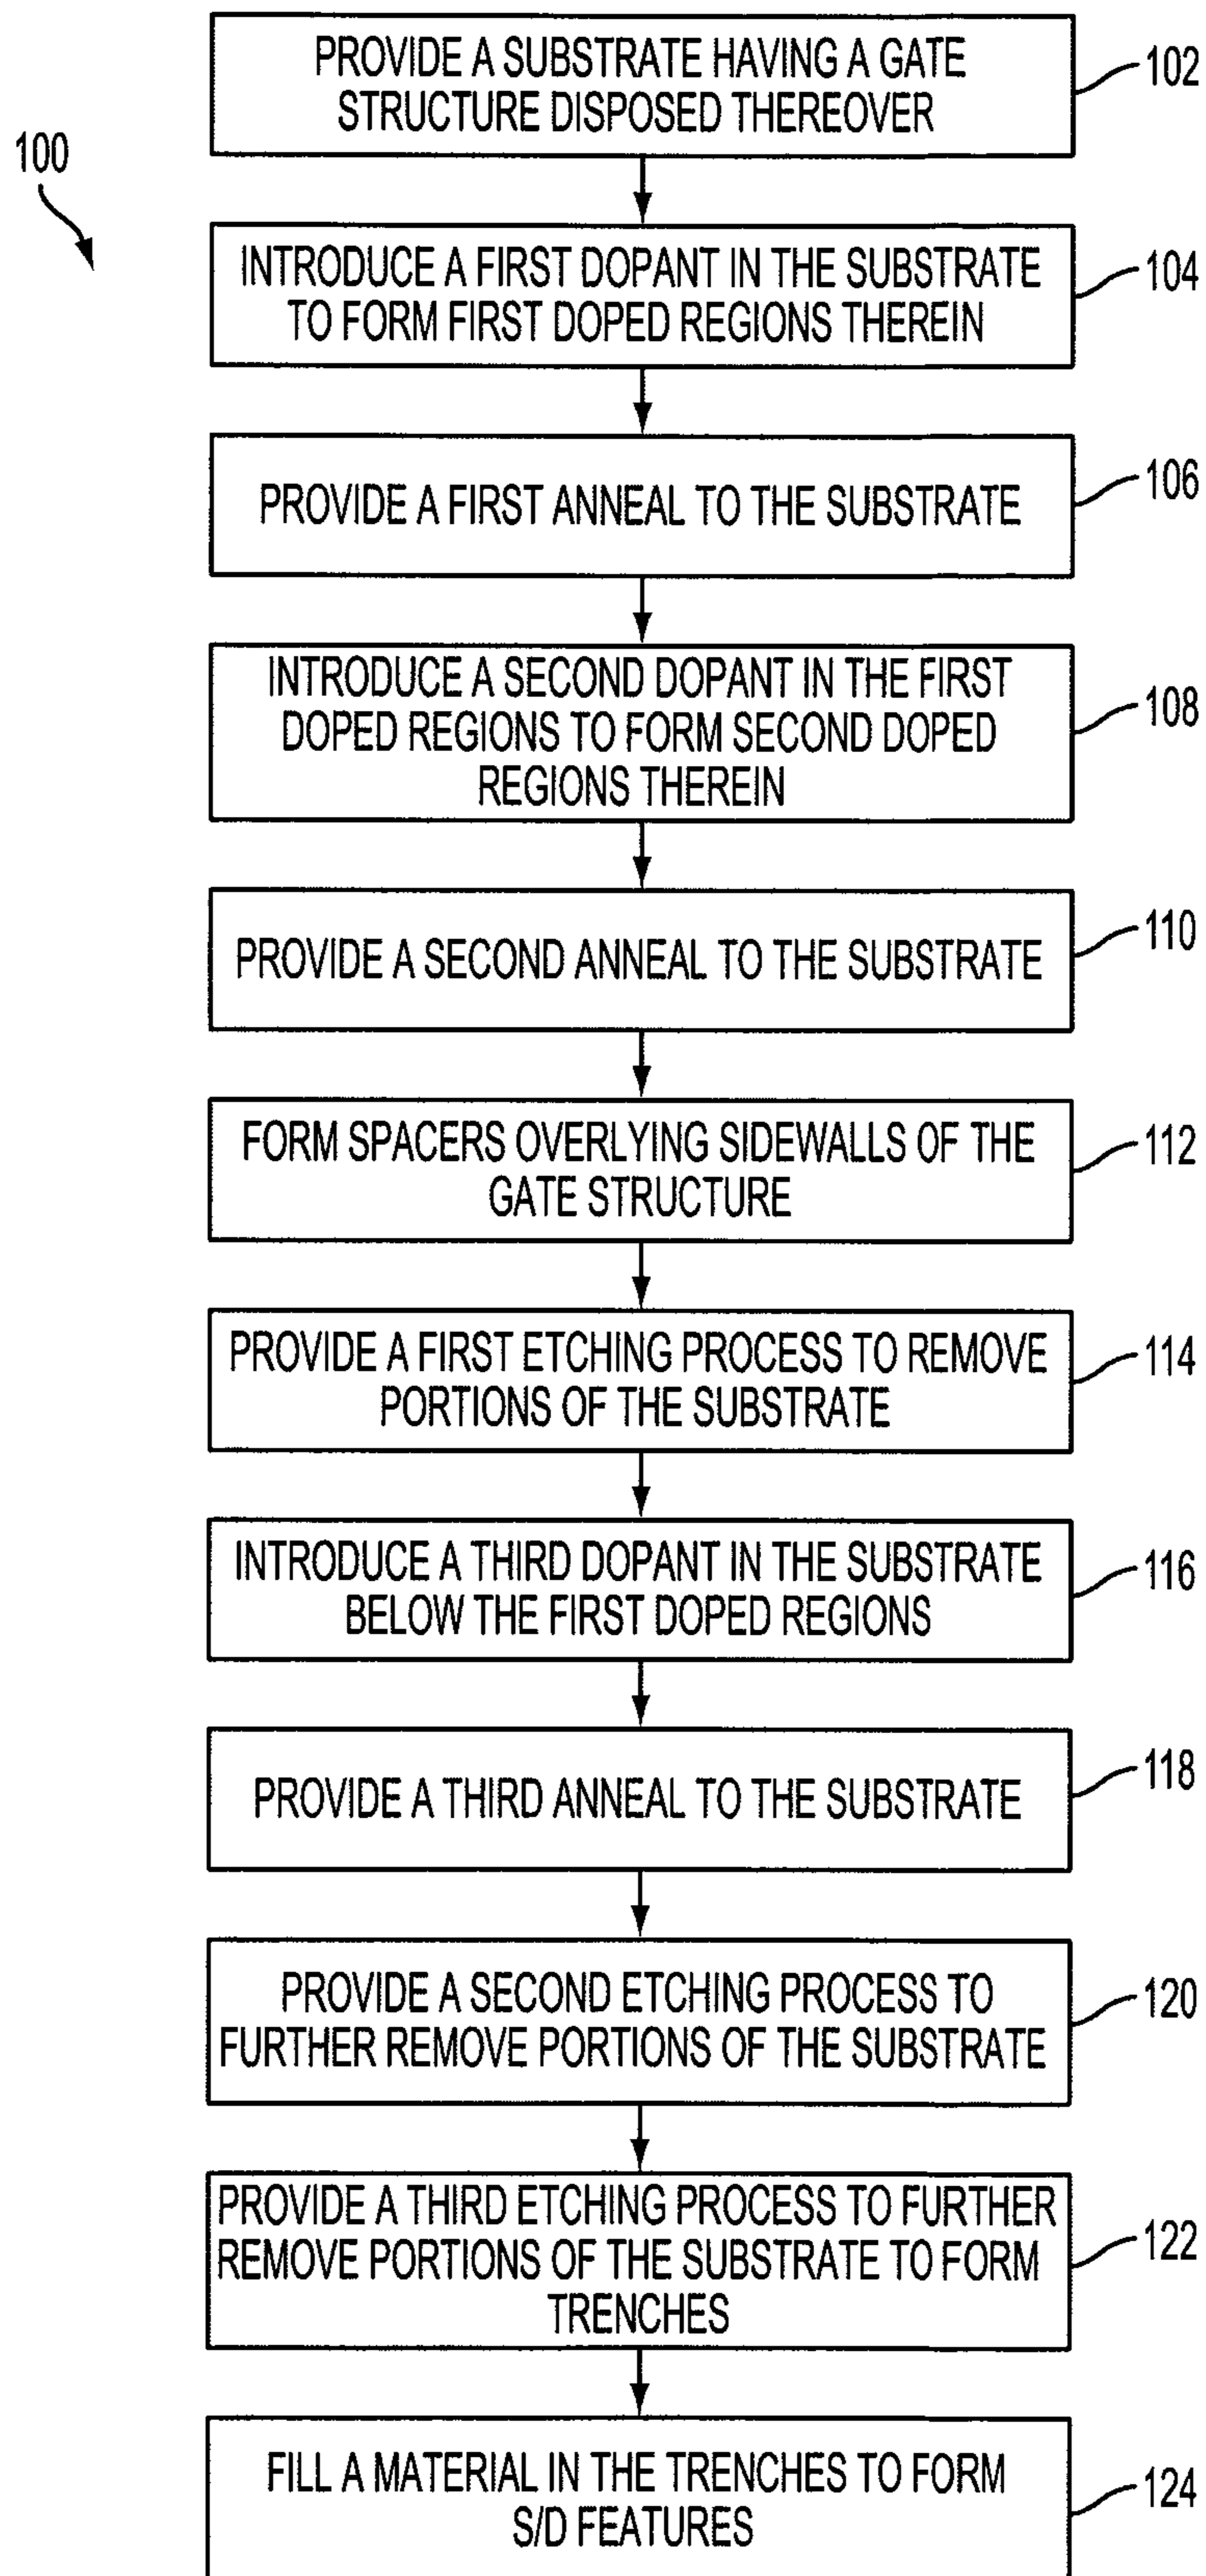 100
PROVIDE A SUBSTRATE HAVING A GATE
STRUCTURE DISPOSED THEREOVER
102
INTRODUCE A FIRST DOPANT IN THE SUBSTRATE
TO FORM FIRST DOPED REGIONS THEREIN
104
PROVIDE A FIRST ANNEAL TO THE SUBSTRATE
106
INTRODUCE A SECOND DOPANT IN THE FIRST
DOPED REGIONS TO FORM SECOND DOPED
REGIONS THEREIN
108
PROVIDE A SECOND ANNEAL TO THE SUBSTRATE
110
FORM SPACERS OVERLYING SIDEWALLS OF THE
GATE STRUCTURE
112
PROVIDE A FIRST ETCHING PROCESS TO REMOVE
PORTIONS OF THE SUBSTRATE
114
INTRODUCE A THIRD DOPANT IN THE SUBSTRATE
BELOW THE FIRST DOPED REGIONS
116
PROVIDE A THIRD ANNEAL TO THE SUBSTRATE
118
PROVIDE A SECOND ETCHING PROCESS TO
FURTHER REMOVE PORTIONS OF THE SUBSTRATE
120
PROVIDE A THIRD ETCHING PROCESS TO FURTHER
REMOVE PORTIONS OF THE SUBSTRATE TO FORM
TRENCHES
122
FILL A MATERIAL IN THE TRENCHES TO FORM
S/D FEATURES
124